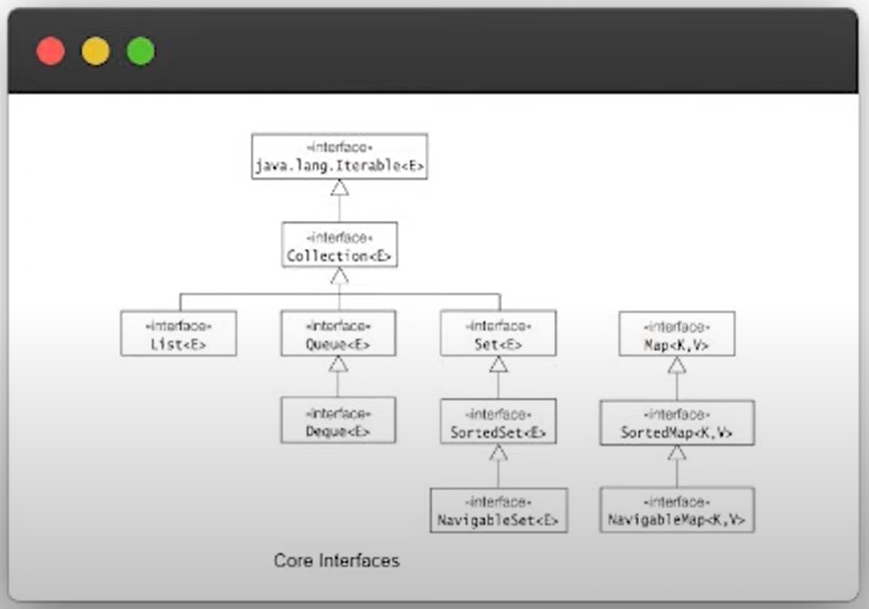 «interface»
java.lang.Iterable<E>
«interface»
Collection<E>
«interface»
List<E>
«interface»
Queue<E>
«interface»
Set<E>
«interface»
Map<K,V>
«interface»
Deque<E>
«interface»
SortedSet<E>
«interface»
SortedMap<K,V>
«interface»
NavigableSet<E>
«interface»
NavigableMap<K,V>
Core Interfaces